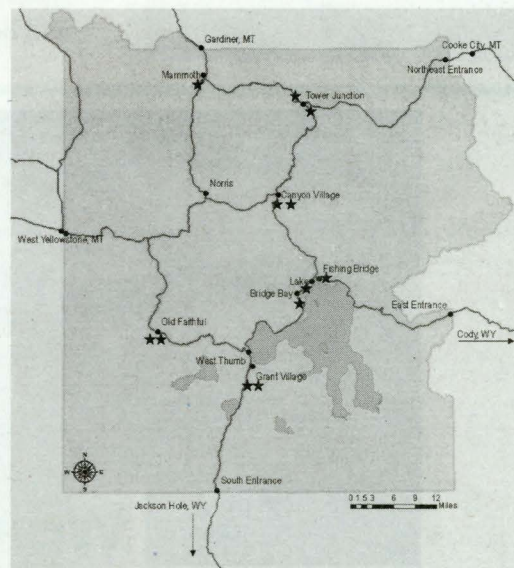 Gardiner, MT
Cooke City, MT
Northeast Entrance
Mammoth
Tower Junction
Norris
Canyon Village
West Yellowstone, MT
Fishing Bridge
Lake
Bridge Bay
East Entrance
Old Faithful
Cody, WY
West Thumb
Grant Village
N
W E
S
South Entrance
0 1.5 3 6 9 12
Miles
Jackson Hole, WY